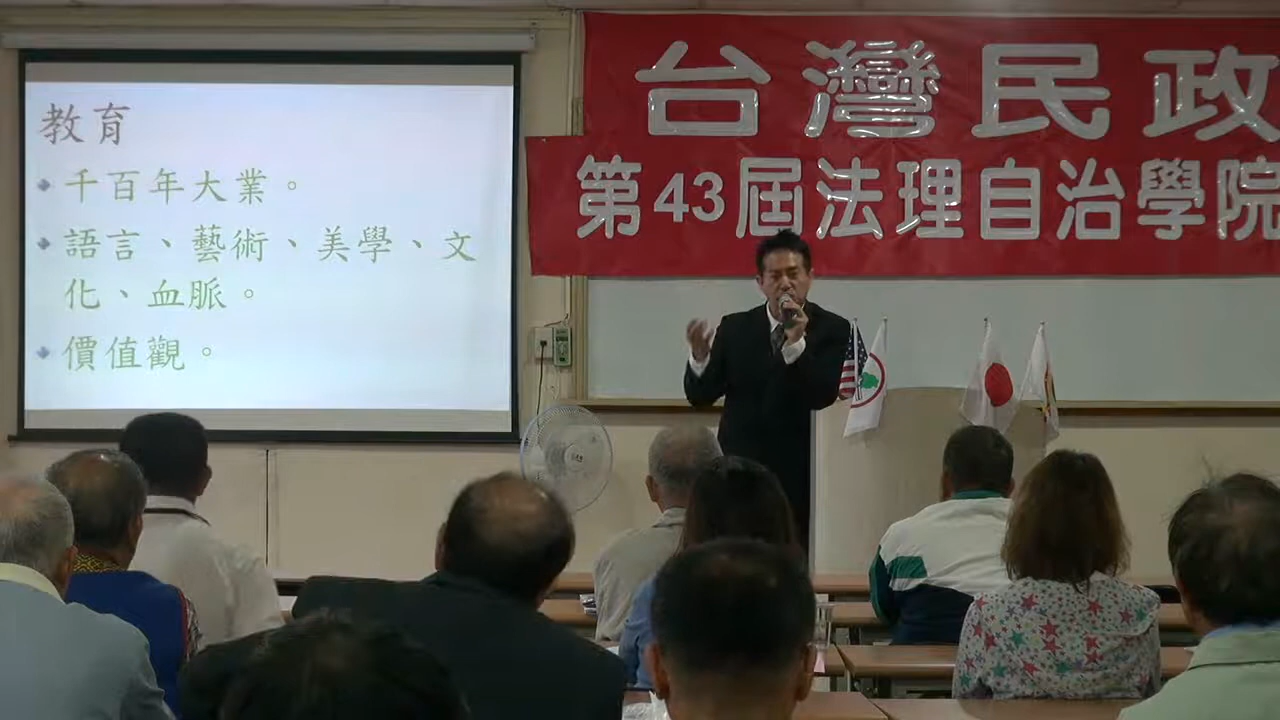 教育
千百年大業。
語言、藝術、美學、文
化、血脈。
價值觀。
台灣民政
第43屆法理自治學院